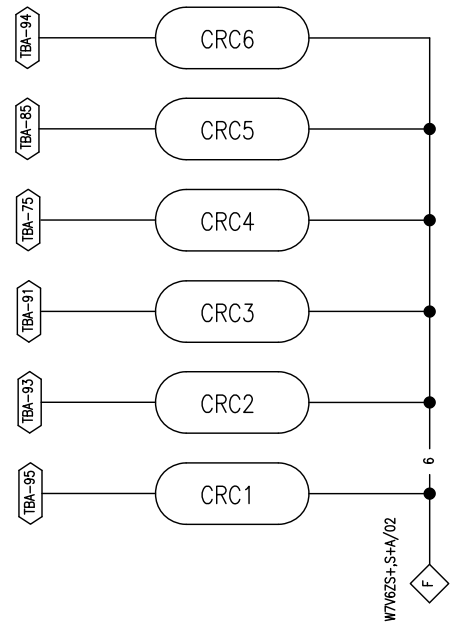 TBA-94
CRC6
TBA-85
CRC5
TBA-75
CRC4
TBA-91
CRC3
TBA-93
CRC2
6
TBA-95
CRC1
W7V6ZS+,S+A/02
F